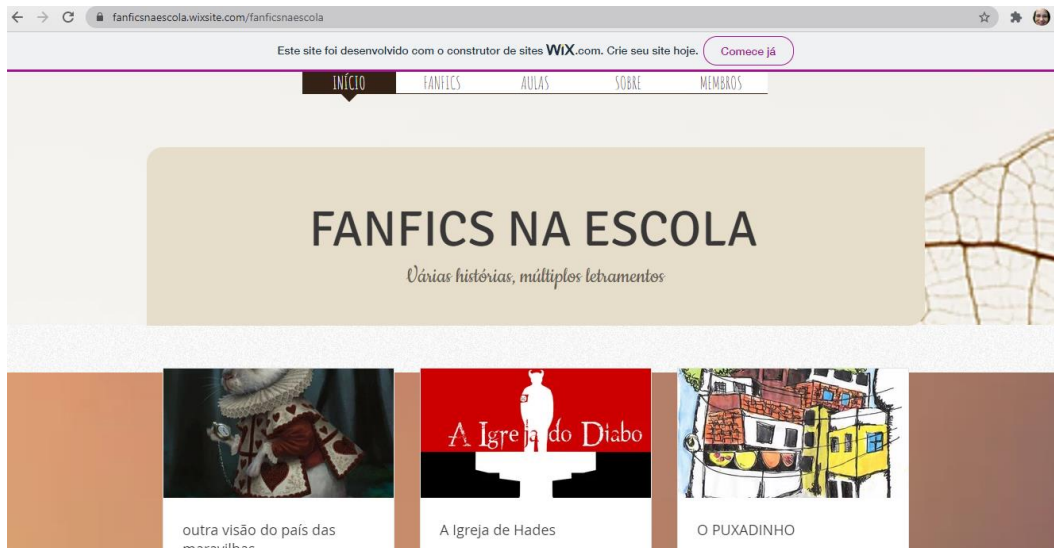 fanficsnaescola.wixsite.com/fanficsnaescola
Este site foi desenvolvido com o construtor de sites WiX.com. Crie seu site hoje. Comece já
INÍCIO FANFICS AULAS SOBRE MEMBROS
FANFICS NA ESCOLA
Várias histórias, múltiplos letramentos
A Igreja do Diabo
outra visão do país das A Igreja de Hades O PUXADINHO
maravilhas